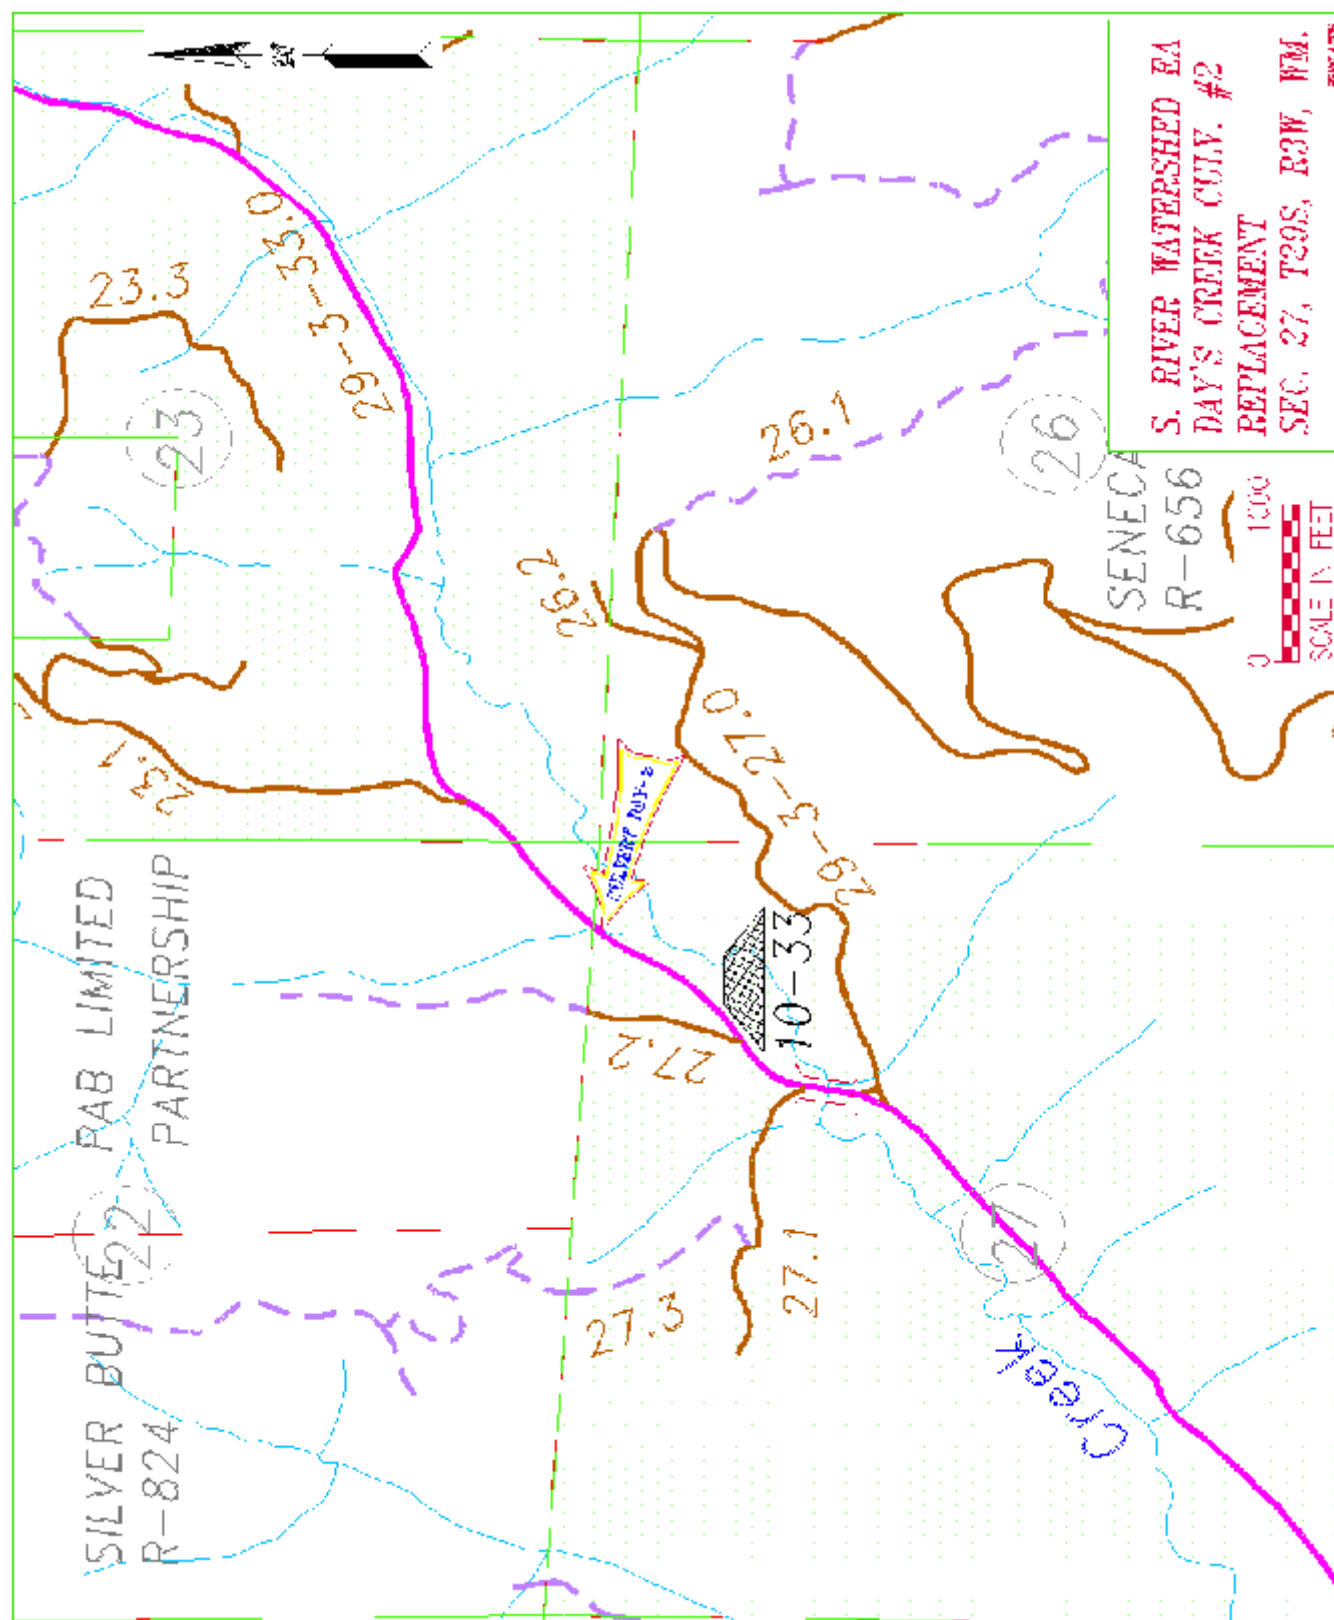 S. RIVER WATERSHED EA
DAY'S CREEK CULV. #2
REPLACEMENT
SEC. 27, T29S, R3W, WM.
0 1000
SCALE IN FEET
SILVER BUTTE
R-824
PAB LIMITED
PARTNERSHIP
SENECA
R-656
22
23
26
27
23.3
29-3-33.0
23.1
26.1
26.2
29-3-27.0
27.2
27.1
27.3
10-33
Creek